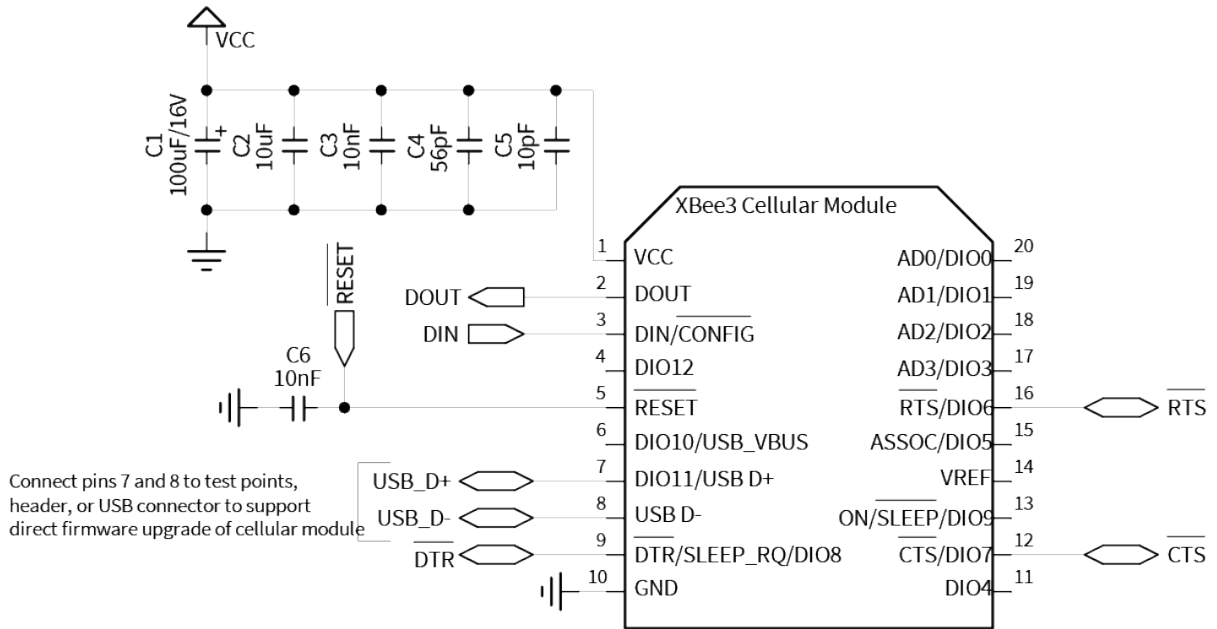 VCC
C1
100uF/16V
+
C2
10uF
C3
10nF
C4
56pF
C5
10pF
XBee3 Cellular Module
RESET
C6
10nF
DOUT
DIN
1 VCC
2 DOUT
3 DIN/CONFIG
4 DIO12
5 RESET
6 DIO10/USB_VBUS
7 DIO11/USB D+
8 USB D-
9 DTR/SLEEP_RQ/DIO8
10 GND
USB_D+
USB_D-
DTR
Connect pins 7 and 8 to test points,
header, or USB connector to support
direct firmware upgrade of cellular module
AD0/DIO0 20
AD1/DIO1 19
AD2/DIO2 18
AD3/DIO3 17
RTS/DIO6 16
ASSOC/DIO5 15
VREF 14
ON/SLEEP/DIO9 13
CTS/DIO7 12
DIO4 11
RTS
CTS